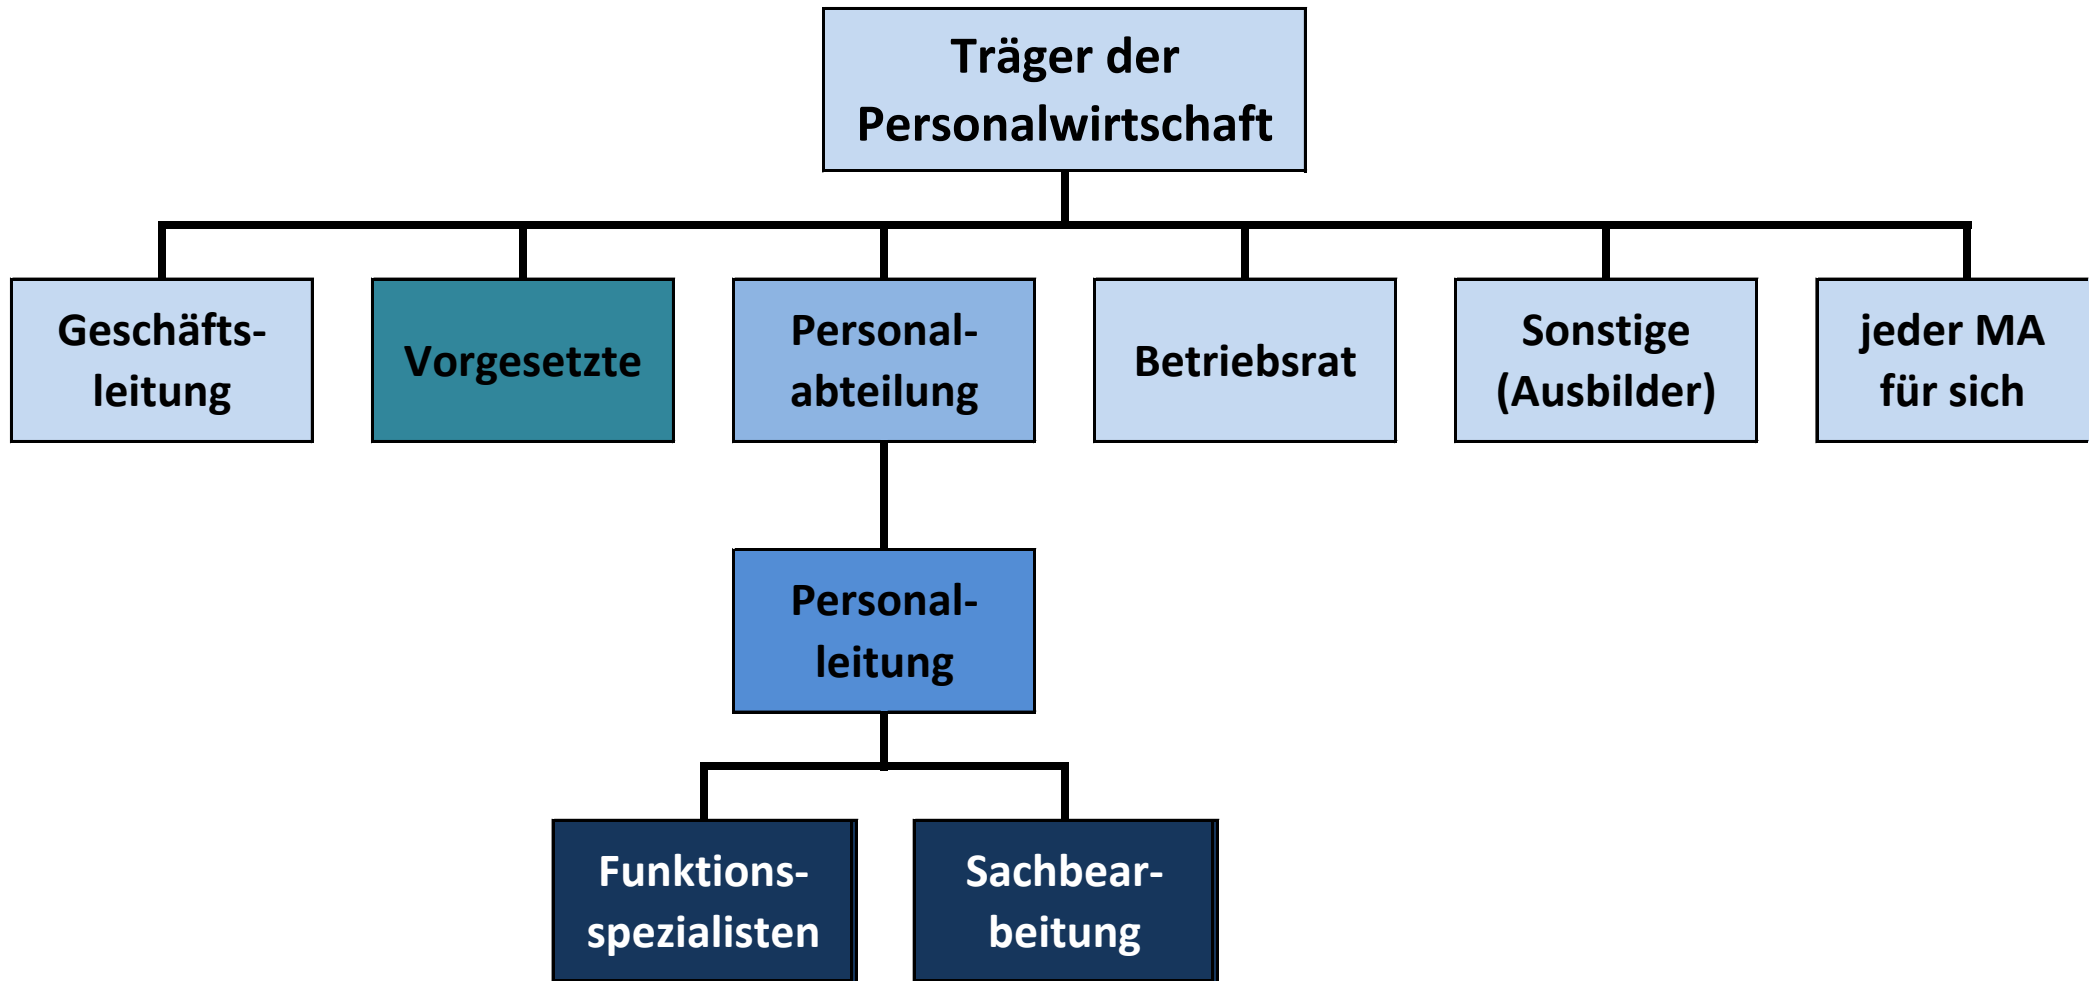 Träger der
Personalwirtschaft
Geschäfts-
leitung
Vorgesetzte
Personal-
abteilung
Betriebsrat
Sonstige
(Ausbilder)
jeder MA
für sich
Personal-
leitung
Funktions-
spezialisten
Sachbear-
beitung